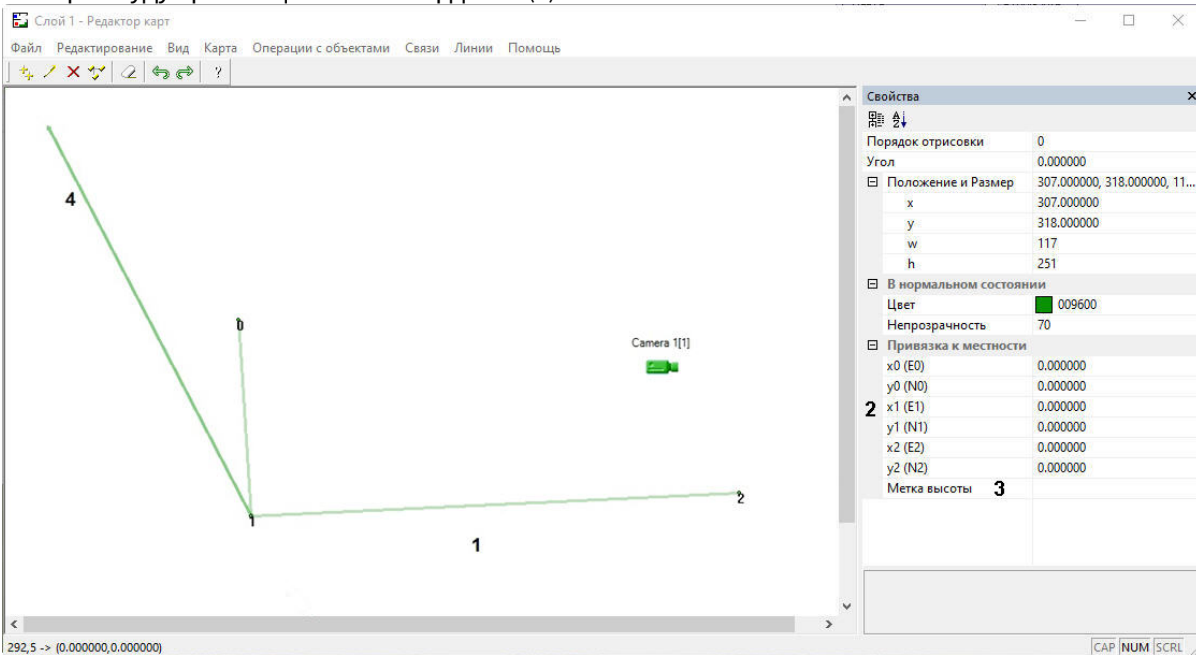 Слой 1 - Редактор карт
Файл Редактирование Вид Карта Операции с объектами Связи Линии Помощь
?
Свойства
Порядок отрисовки 0
Угол 0.000000
Положение и Размер 307.000000, 318.000000, 11...
x 307.000000
y 318.000000
w 117
h 251
В нормальном состоянии
Цвет 009600
Непрозрачность 70
Привязка к местности
x0 (E0) 0.000000
y0 (N0) 0.000000
2 x1 (E1) 0.000000
y1 (N1) 0.000000
x2 (E2) 0.000000
y2 (N2) 0.000000
Метка высоты 3
4
0
Camera 1[1]
2
1
1
292,5 -> (0.000000,0.000000)
CAP NUM SCRL